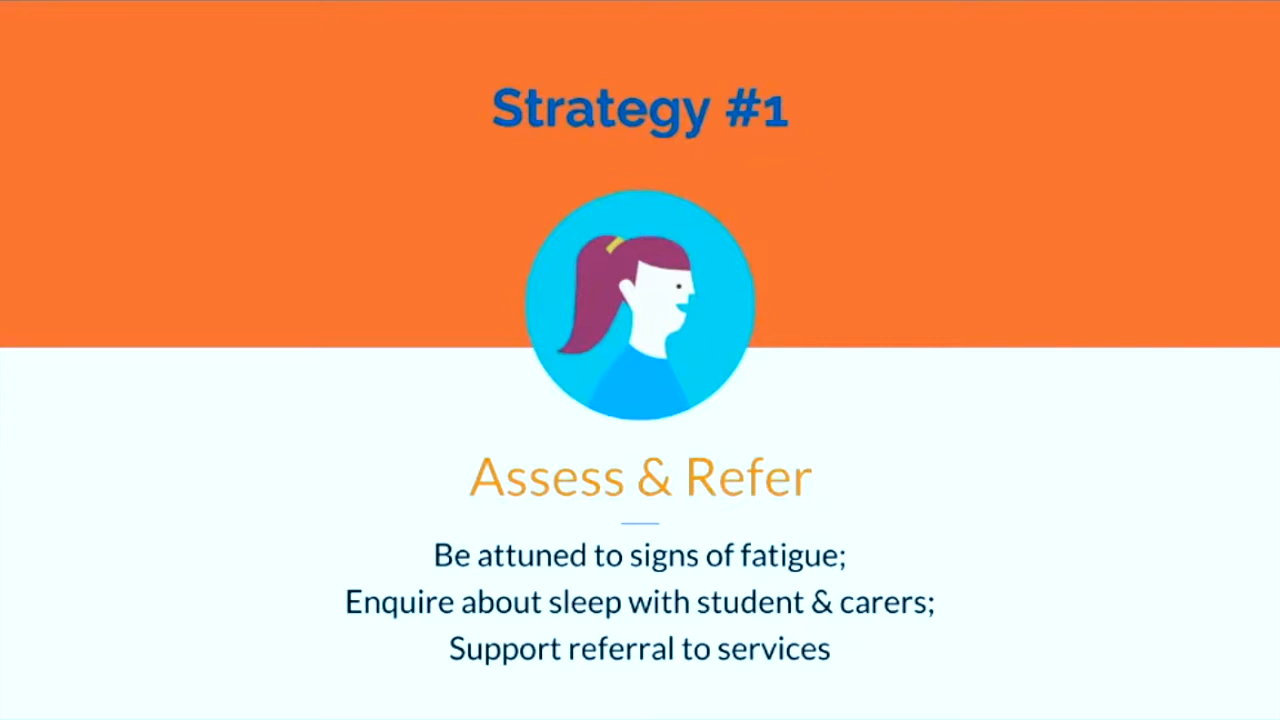 Strategy #1
Assess & Refer
Be attuned to signs of fatigue;
Enquire about sleep with student & carers;
Support referral to services